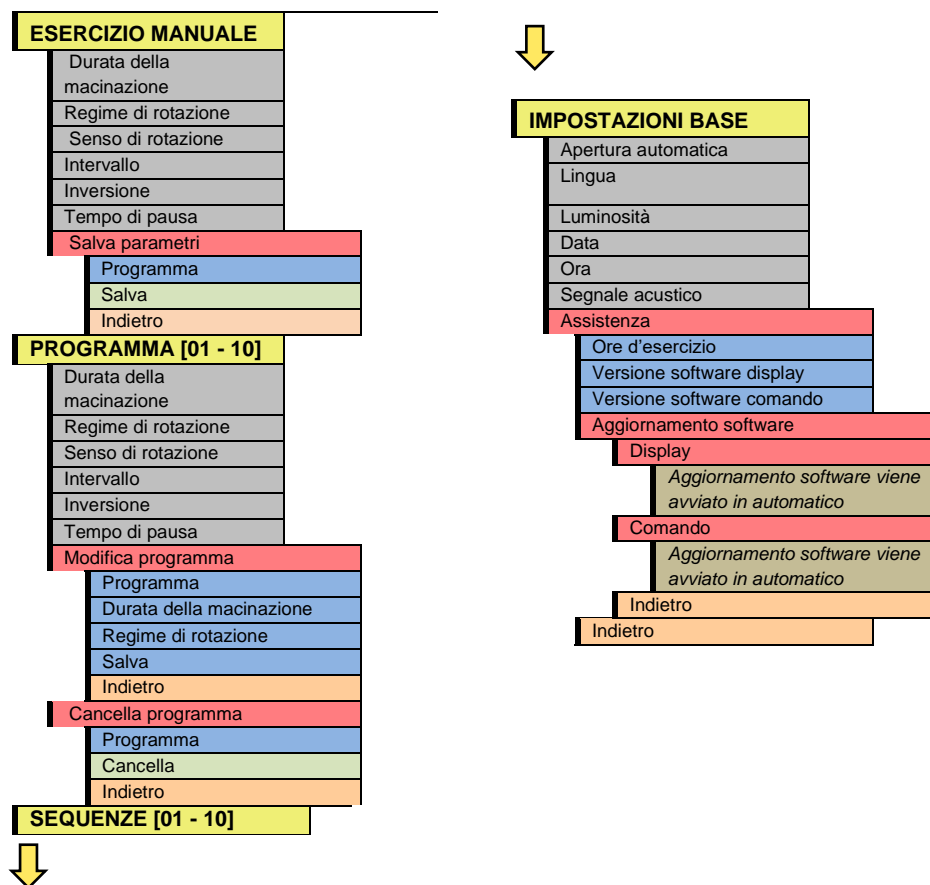 ESERCIZIO MANUALE
Durata della
macinazione
Regime di rotazione
Senso di rotazione
Intervallo
Inversione
Tempo di pausa
Salva parametri
Programma
Salva
Indietro
PROGRAMMA [01 - 10]
Durata della
macinazione
Regime di rotazione
Senso di rotazione
Intervallo
Inversione
Tempo di pausa
Modifica programma
Programma
Durata della macinazione
Regime di rotazione
Salva
Indietro
Cancella programma
Programma
Cancella
Indietro
SEQUENZE [01 - 10]
IMPOSTAZIONI BASE
Apertura automatica
Lingua
Luminosità
Data
Ora
Segnale acustico
Assistenza
Ore d'esercizio
Versione software display
Versione software comando
Aggiornamento software
Display
Aggiornamento software viene
avviato in automatico
Comando
Aggiornamento software viene
avviato in automatico
Indietro
Indietro